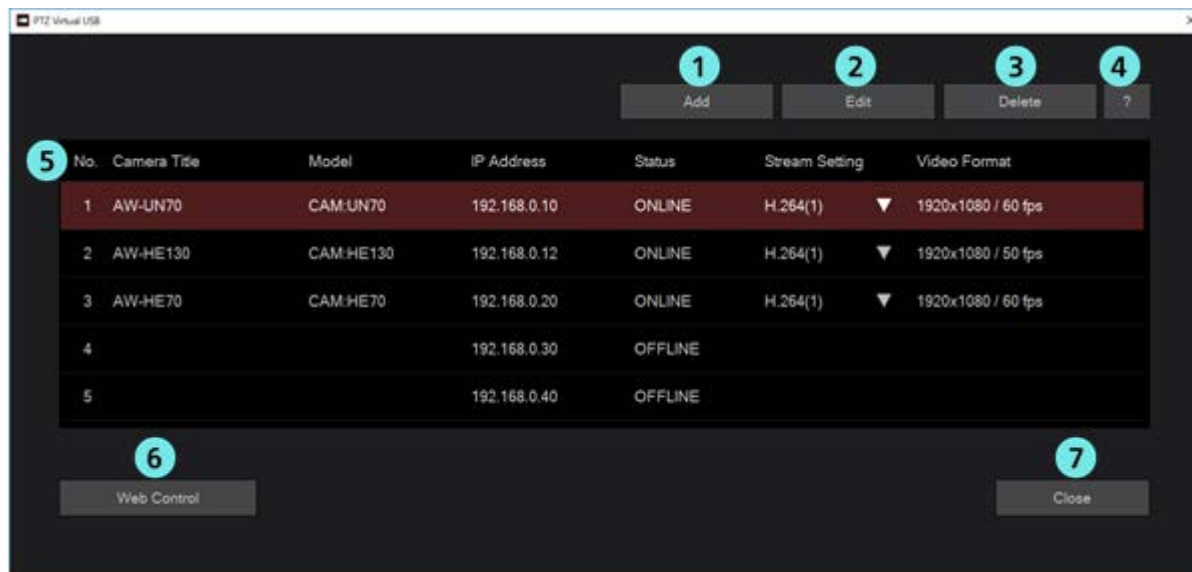 PTZ Virtual USB
1 2 3 4
Add Edit Delete ?
5 No. Camera Title Model IP Address Status Stream Setting Video Format
1 AW-UN70 CAM:UN70 192.168.0.10 ONLINE H.264(1) ▼ 1920x1080 / 60 fps
2 AW-HE130 CAM:HE130 192.168.0.12 ONLINE H.264(1) ▼ 1920x1080 / 50 fps
3 AW-HE70 CAM:HE70 192.168.0.20 ONLINE H.264(1) ▼ 1920x1080 / 60 fps
4 192.168.0.30 OFFLINE
5 192.168.0.40 OFFLINE
6 7
Web Control Close